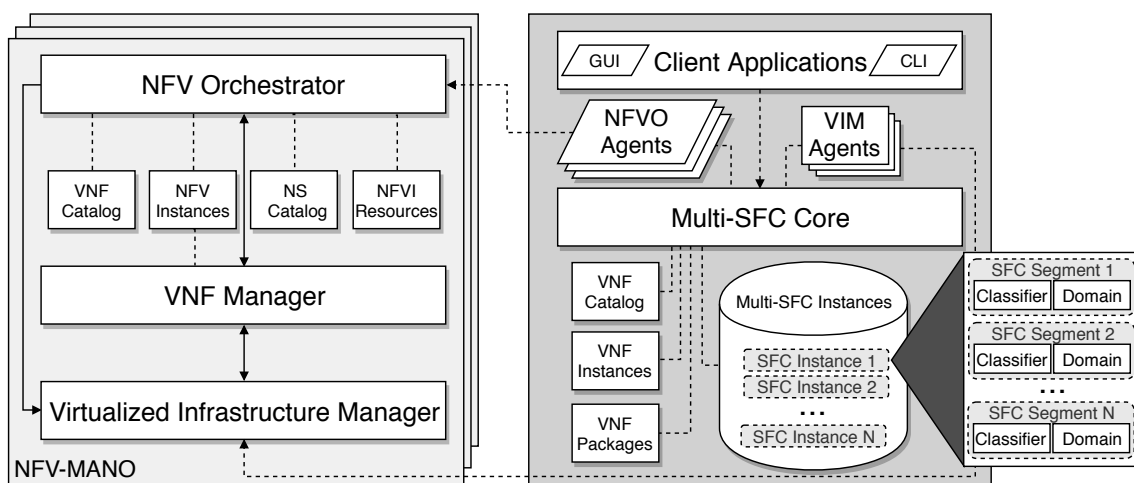 NFV Orchestrator
VNF
Catalog
NFV
Instances
NS
Catalog
NFVI
Resources
VNF Manager
Virtualized Infrastructure Manager
NFV-MANO
GUI
Client Applications
CLI
NFVO
Agents
VIM
Agents
Multi-SFC Core
VNF
Catalog
VNF
Instances
VNF
Packages
Multi-SFC Instances
SFC Instance 1
SFC Instance 2
...
SFC Instance N
SFC Segment 1
Classifier
Domain
SFC Segment 2
Classifier
Domain
...
SFC Segment N
Classifier
Domain